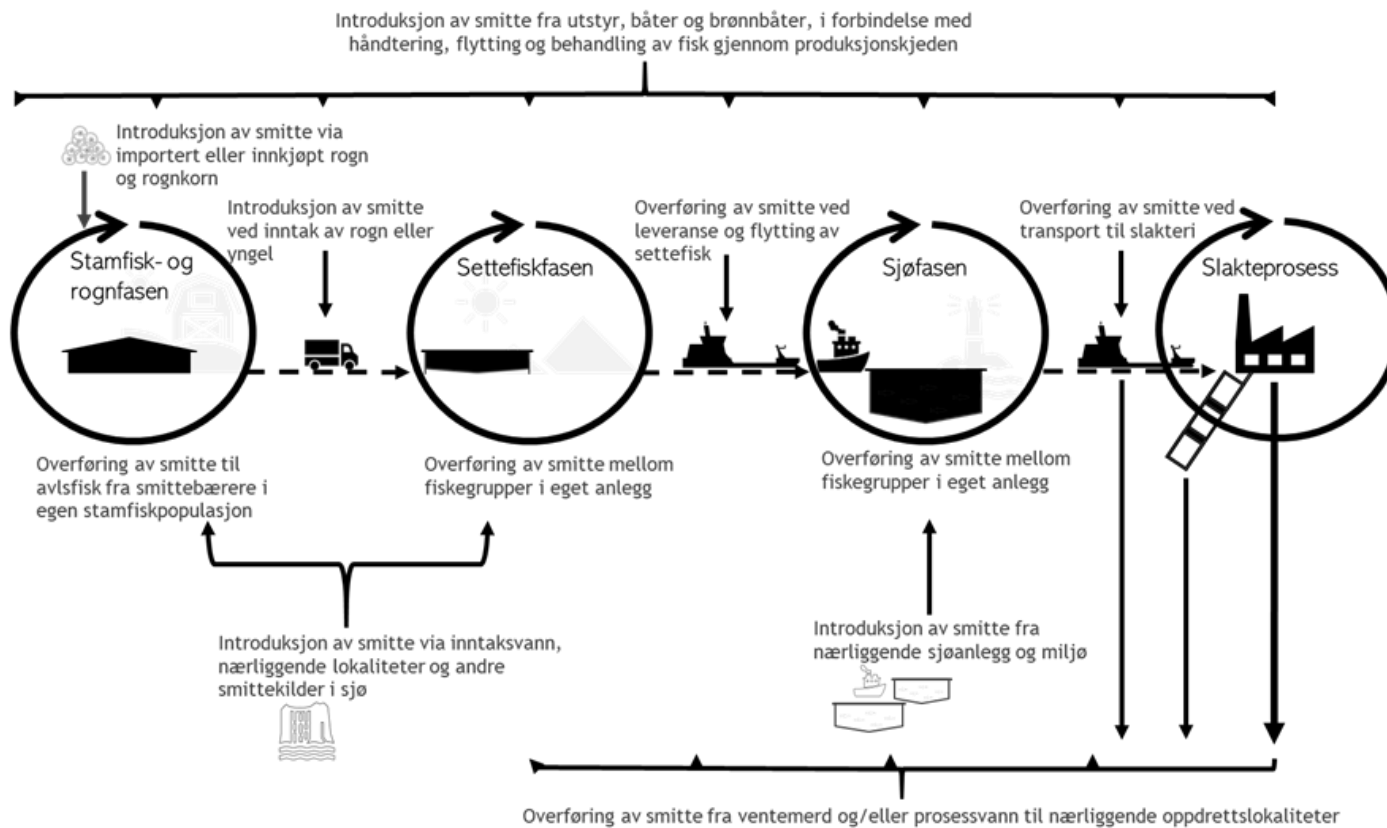 Introduksjon av smitte fra utstyr, båter og brønnbåter, i forbindelse med
håndtering, flytting og behandling av fisk gjennom produksjonskjeden
Introduksjon av smitte via
importert eller innkjøpt rogn
og rognkorn
Introduksjon av smitte
ved inntak av rogn eller
yngel
Overføring av smitte ved
leveranse og flytting av
settefisk
Overføring av smitte ved
transport til slakteri
Stamfisk- og
rognfasen
Settefiskfasen
Sjøfasen
Slakteprosess
Overføring av smitte til
avlsfisk fra smittebærere i
egen stamfiskpopulasjon
Overføring av smitte mellom
fiskegrupper i eget anlegg
Overføring av smitte mellom
fiskegrupper i eget anlegg
Introduksjon av smitte via inntaksvann,
nærliggende lokaliteter og andre
smittekilder i sjø
Introduksjon av smitte fra
nærliggende sjøanlegg og miljø
Overføring av smitte fra ventemerd og/eller prosessvann til nærliggende oppdrettslokaliteter